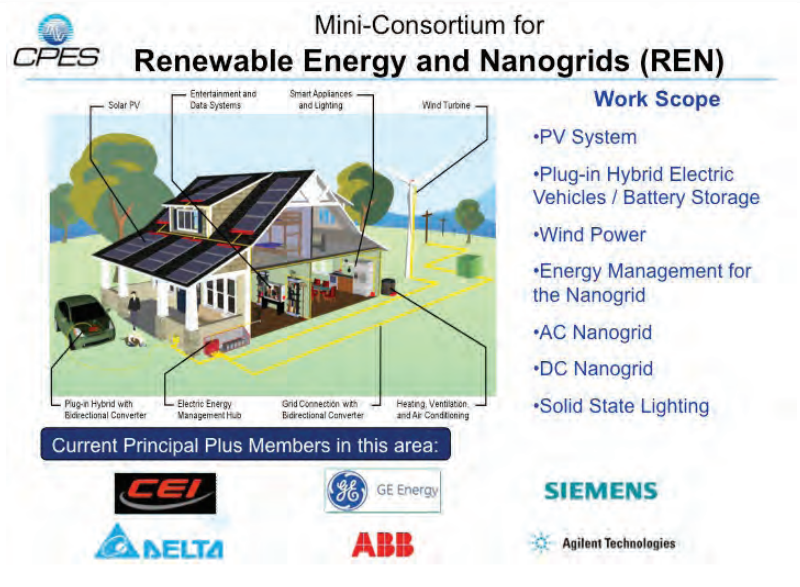 CPES
Mini-Consortium for
Renewable Energy and Nanogrids (REN)
Solar PV
Entertainment and
Data Systems
Smart Appliances
and Lighting
Wind Turbine
Plug-in Hybrid with
Bidirectional Converter
Electric Energy
Management Hub
Grid Connection with
Bidirectional Converter
Heating, Ventilation,
and Air Conditioning
Work Scope
•PV System
•Plug-in Hybrid Electric
Vehicles / Battery Storage
•Wind Power
•Energy Management for
the Nanogrid
•AC Nanogrid
•DC Nanogrid
•Solid State Lighting
Current Principal Plus Members in this area:
CEI
GE GE Energy
SIEMENS
DELTA
ABB
Agilent Technologies